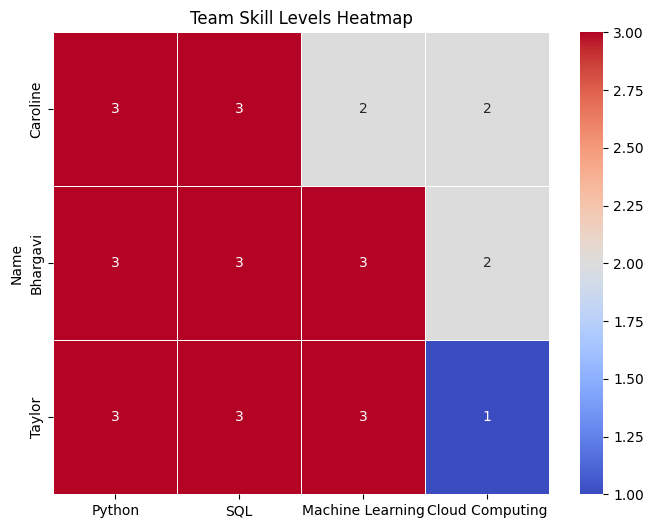 Team Skill Levels Heatmap
Name
Caroline
3 3 2 2
Bhargavi
3 3 3 2
Taylor
3 3 3 1
Python SQL Machine Learning Cloud Computing
3.00
2.75
2.50
2.25
2.00
1.75
1.50
1.25
1.00